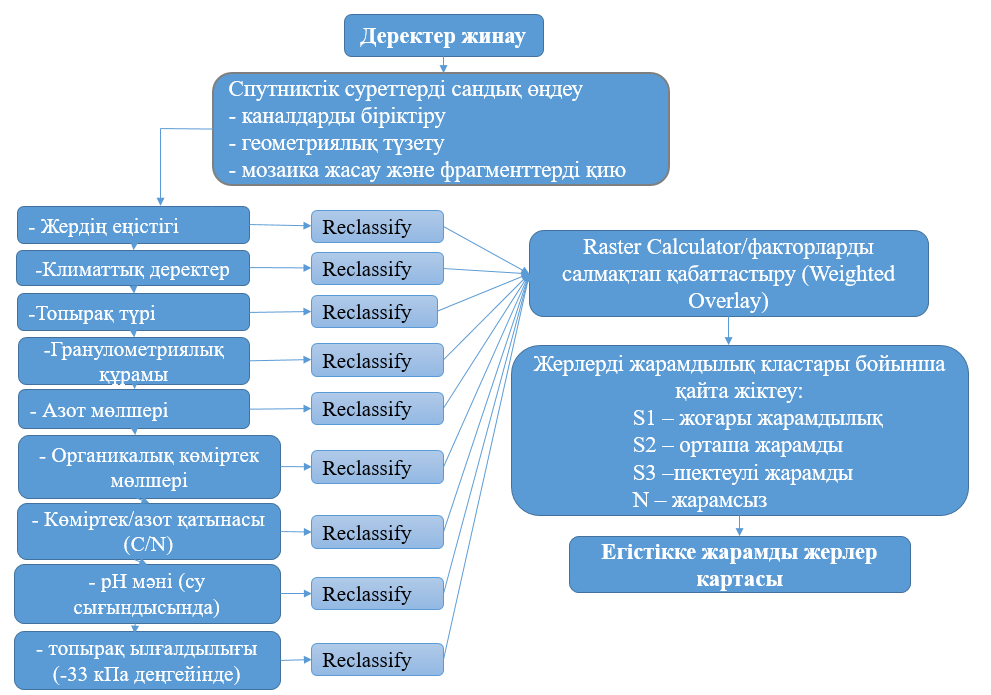 Деректер жинау
Спутниктік суреттерді сандық өңдеу
- каналдарды біріктіру
- геометриялық түзету
- мозаика жасау және фрагменттерді қию
- Жердің еңістігі
Reclassify
-Климаттық деректер
Reclassify
-Топырақ түрі
Reclassify
-Гранулометриялық
құрамы
Reclassify
- Азот мөлшері
Reclassify
- Органикалық көміртек
мөлшері
Reclassify
- Көміртек/азот қатынасы
(C/N)
Reclassify
- pH мәні (су
сығындысында)
Reclassify
- топырақ ылғалдылығы
(-33 кПа деңгейінде)
Reclassify
Raster Calculator/факторларды
салмақтап қабаттастыру (Weighted
Overlay)
Жерлерді жарамдылық кластары бойынша
қайта жіктеу:
S1 – жоғары жарамдылық
S2 – орташа жарамды
S3 –шектеулі жарамды
N – жарамсыз
Егістікке жарамды жерлер
картасы